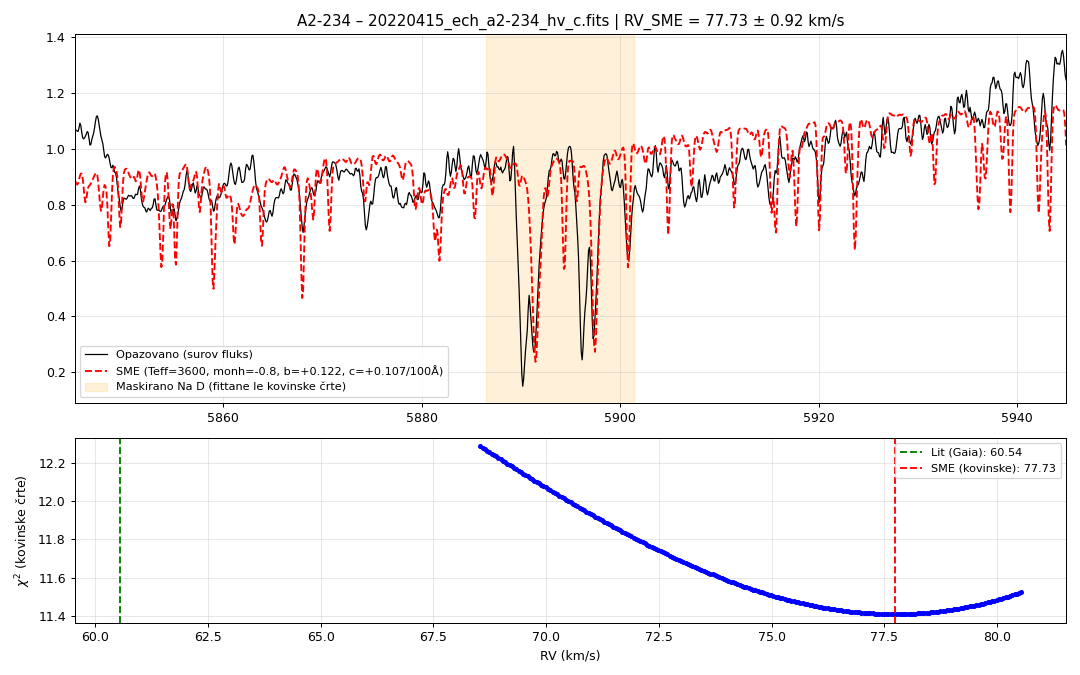 A2-234 – 20220415_ech_a2-234_hv_c.fits | RV_SME = 77.73 ± 0.92 km/s
1.4
1.2
1.0
0.8
0.6
0.4
0.2
Opazovano (surov fluks)
SME (Teff=3600, monh=-0.8, b=+0.122, c=+0.107/100Å)
Maskirano Na D (fittane le kovinske črte)
5860 5880 5900 5920 5940
12.2
12.0
11.8
11.6
11.4
χ² (kovinske črte)
Lit (Gaia): 60.54
SME (kovinske): 77.73
60.0 62.5 65.0 67.5 70.0 72.5 75.0 77.5 80.0
RV (km/s)